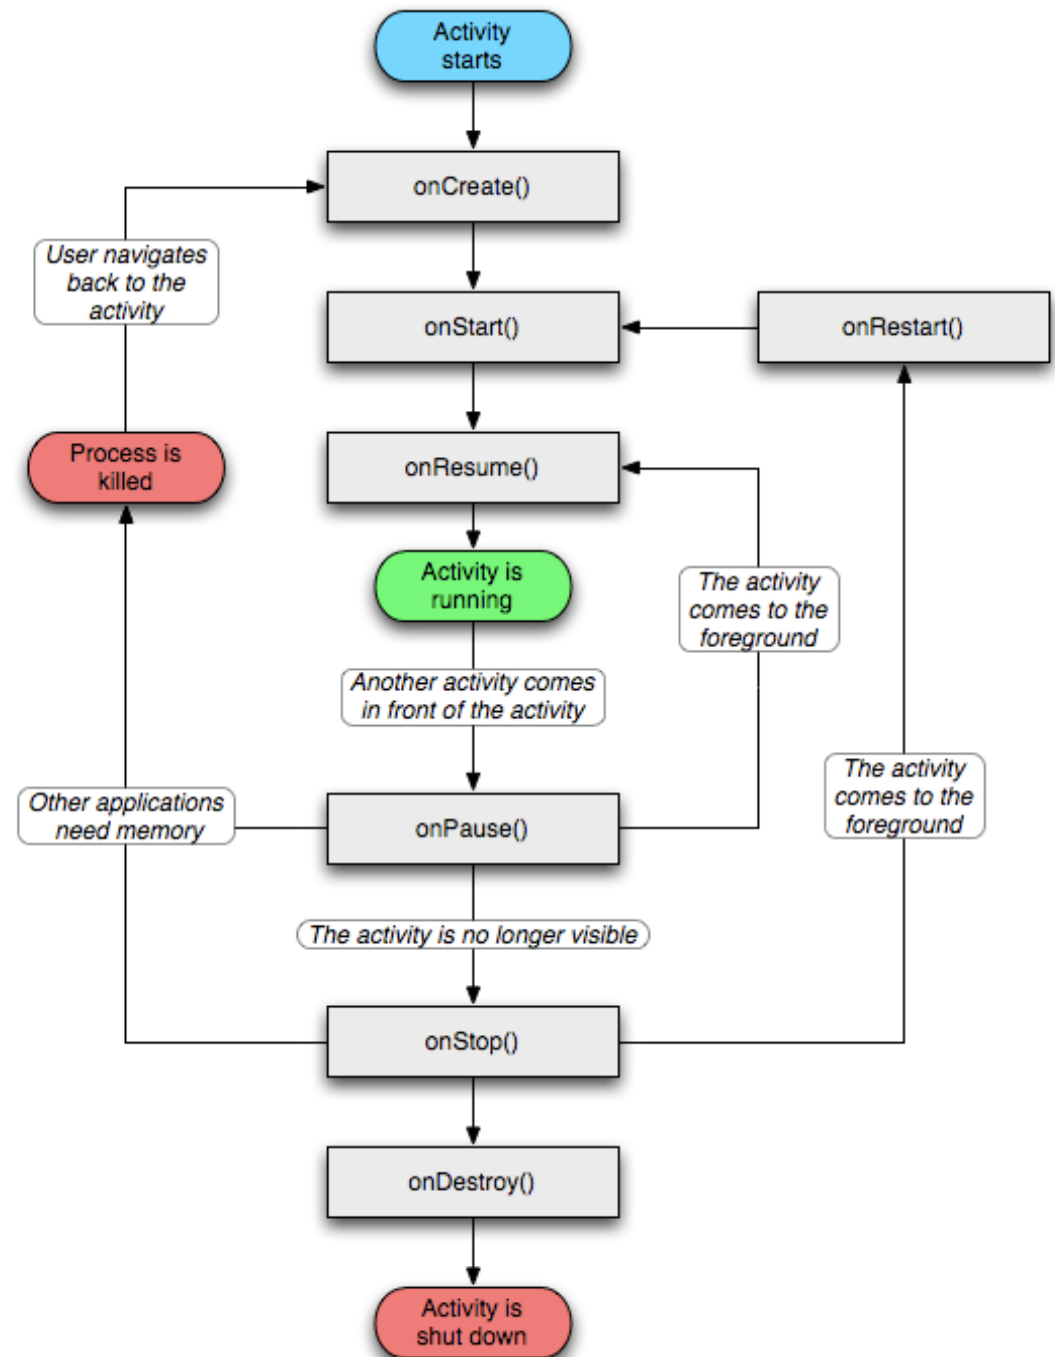 Activity
starts
onCreate()
User navigates
back to the
activity
onStart()
onRestart()
Process is
killed
onResume()
Activity is
running
The activity
comes to the
foreground
Another activity comes
in front of the activity
The activity
comes to the
foreground
Other applications
need memory
onPause()
The activity is no longer visible
onStop()
onDestroy()
Activity is
shut down